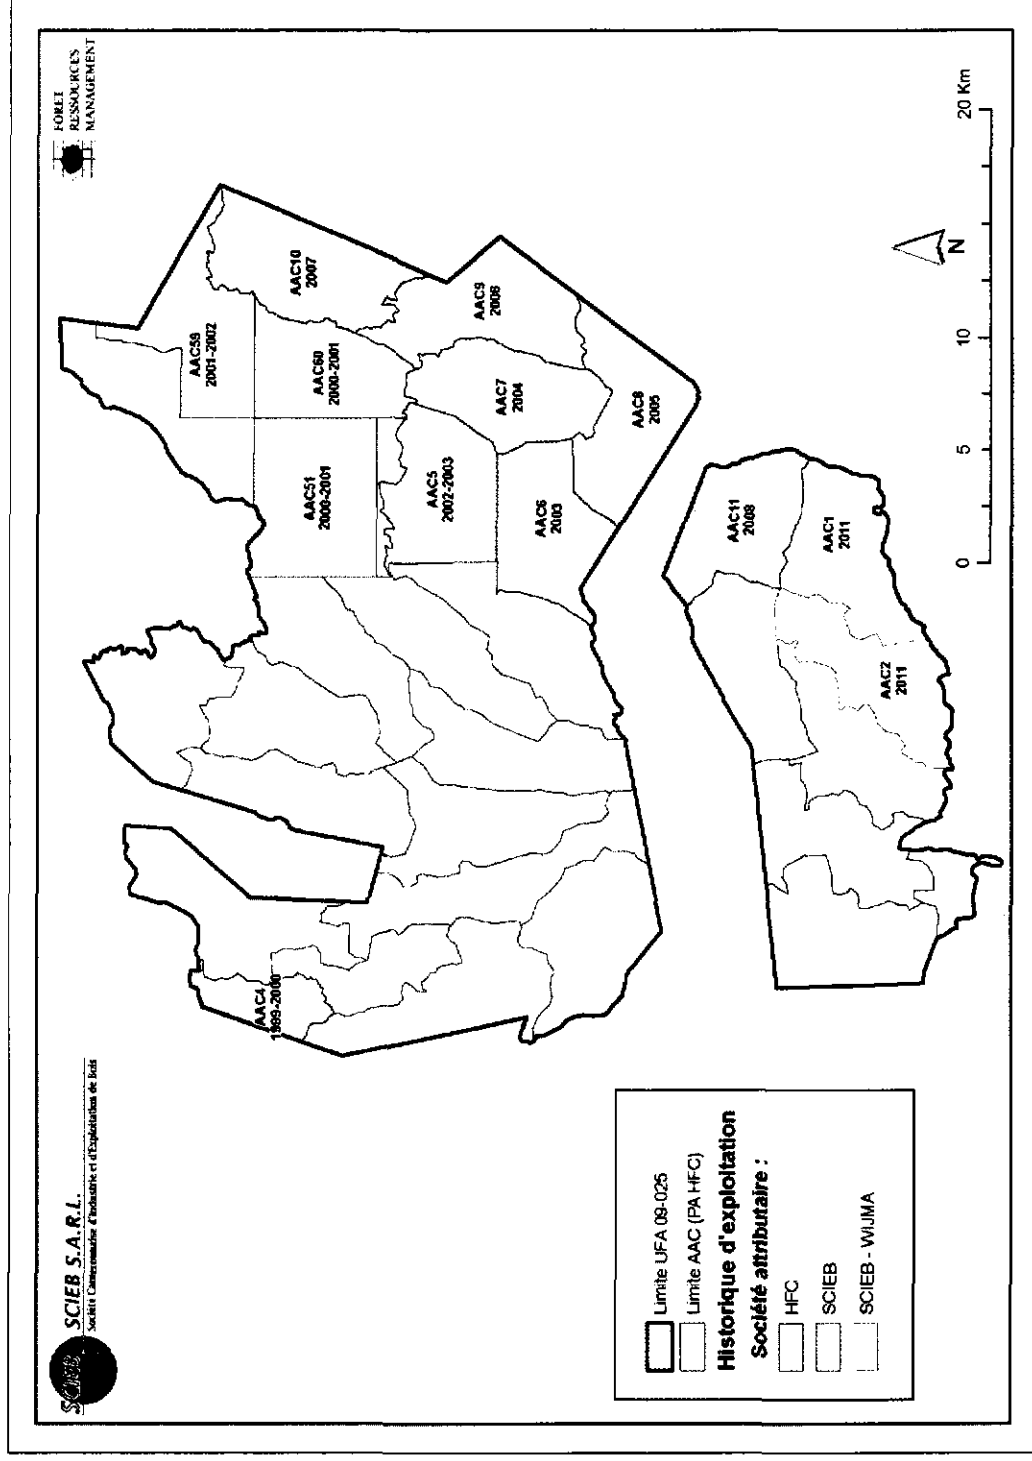 SCIEB
SCIEB S.A.R.L.
Société Camerounaise d'Industrie et d'Exploitation de Bois
FORET
RESSOURCES
MANAGEMENT
AAC4
1999-2000
AAC51
2000-2001
AAC59
2001-2002
AAC60
2000-2001
AAC10
2007
AAC5
2002-2003
AAC7
2004
AAC9
2006
AAC6
2003
AAC8
2005
AAC11
2008
AAC1
2011
AAC2
2011
Limite UFA 09-025
Limite AAC (PA HFC)
Historique d'exploitation
Société attributaire :
HFC
SCIEB
SCIEB - WIJMA
N
0 5 10 20 Km